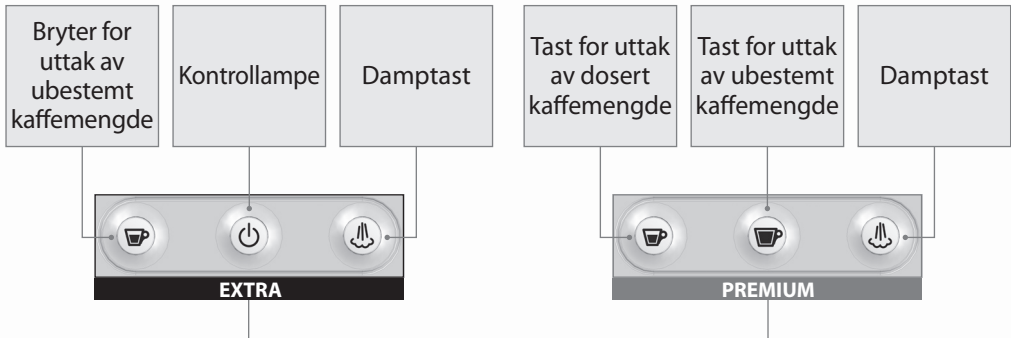 Bryter for
uttak av
ubestemt
kaffemengde
Kontrollampe
Damptast
Tast for uttak
av dosert
kaffemengde
Tast for uttak
av ubestemt
kaffemengde
Damptast
EXTRA
PREMIUM